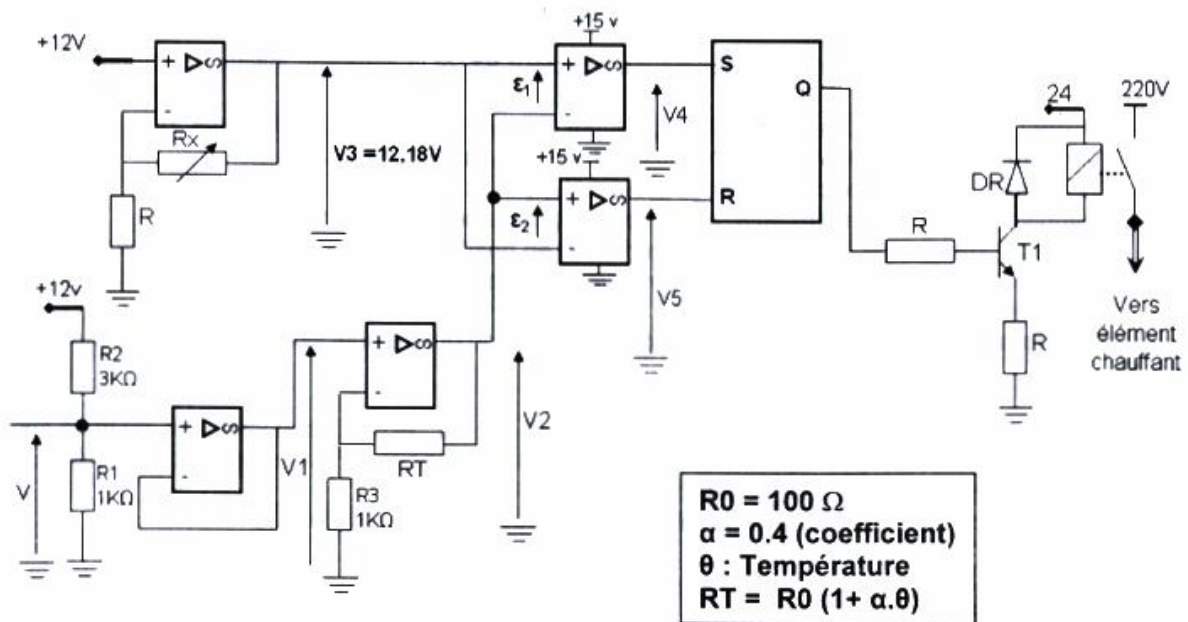 +12V
+
-
Rx
R
V3 =12.18V
+15 v
ε1
+
-
V4
+15 v
ε2
+
-
V5
S
Q
R
24
220V
DR
R
T1
R
Vers
élément
chauffant
+12v
R2
3KΩ
V
R1
1KΩ
+
-
V1
+
-
RT
R3
1KΩ
V2
R0 = 100 Ω
α = 0.4 (coefficient)
θ : Température
RT = R0 (1+ α.θ)